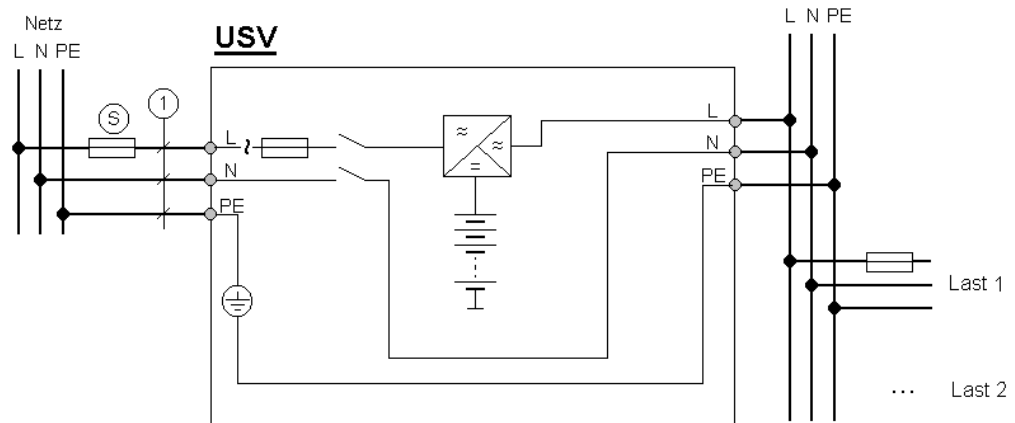 Netz
L N PE
USV
L N PE
S
1
L
N
PE
≈
≈
=
L
N
PE
Last 1
... Last 2